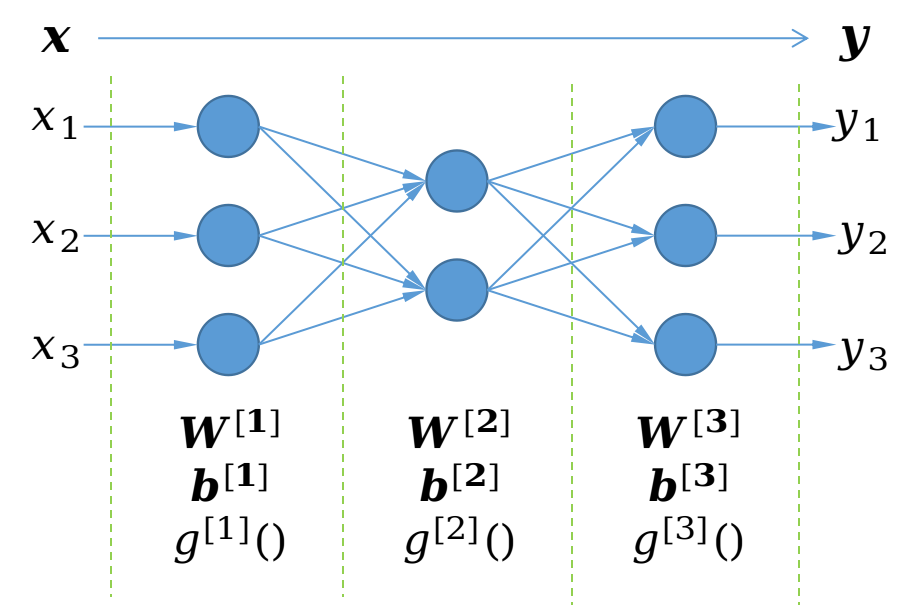 x y
x₁ y₁
x₂ y₂
x₃ y₃
W^[1] W^[2] W^[3]
b^[1] b^[2] b^[3]
g^[1]() g^[2]() g^[3]()